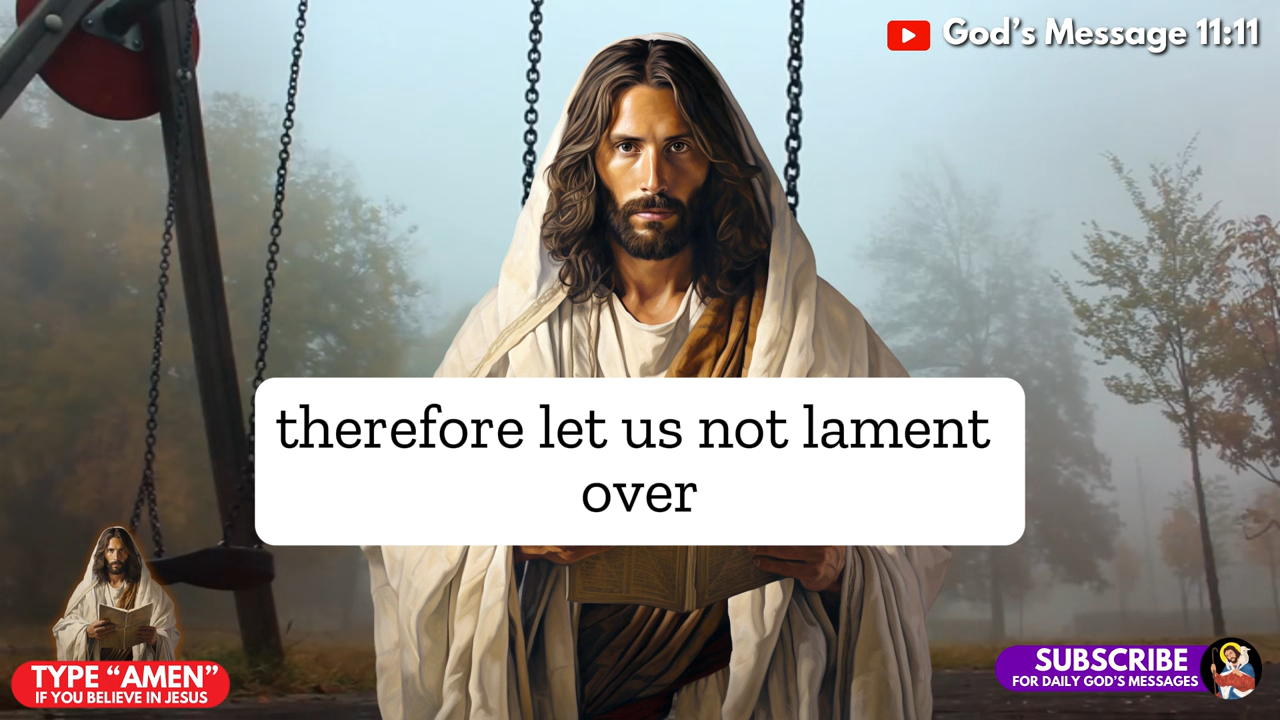 God's Message 11:11
therefore let us not lament
over
TYPE “AMEN”
IF YOU BELIEVE IN JESUS
SUBSCRIBE
FOR DAILY GOD'S MESSAGES